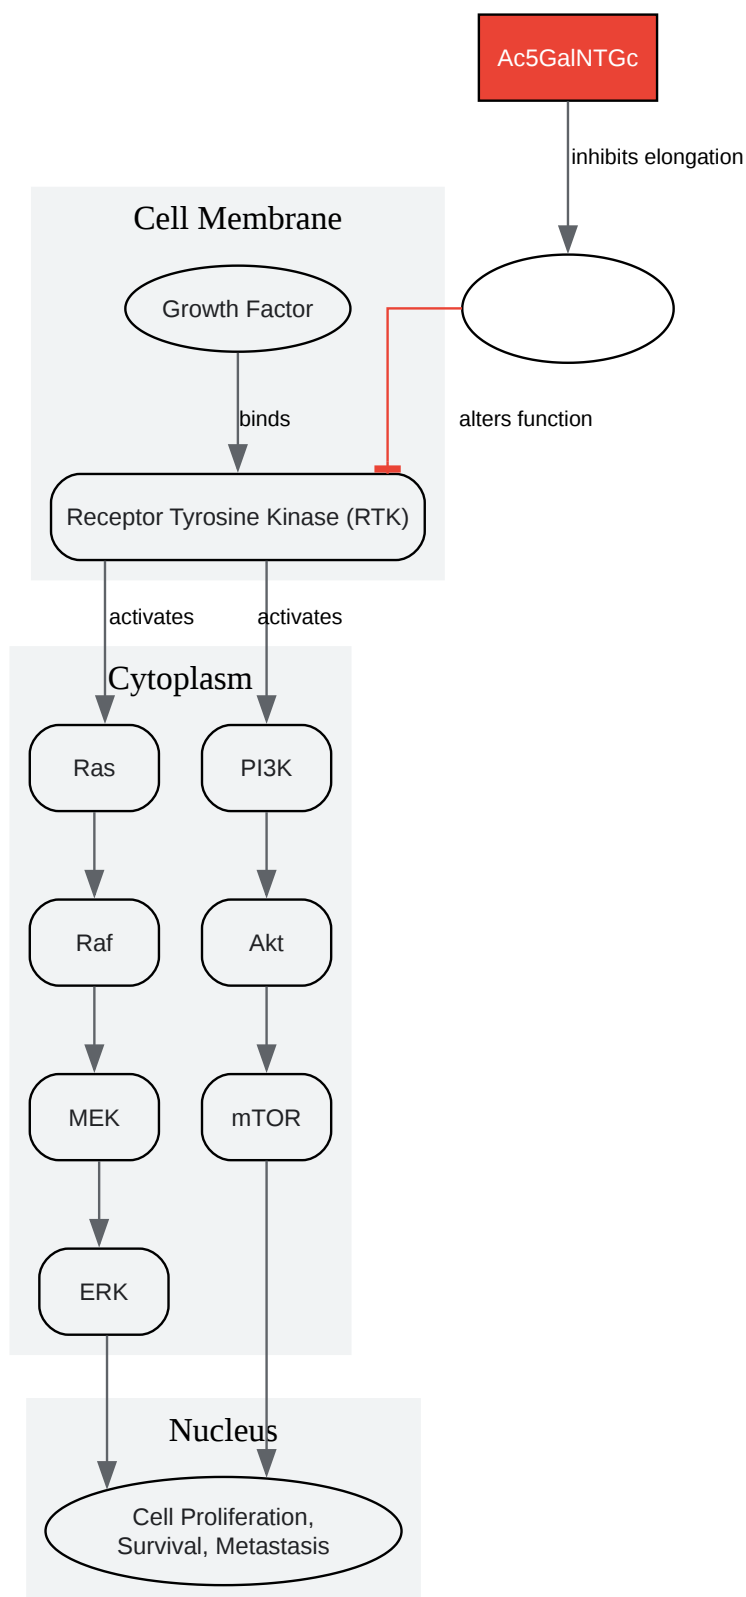 Ac5GalNTGc
inhibits elongation
Cell Membrane
Growth Factor
binds
alters function
Receptor Tyrosine Kinase (RTK)
activates
activates
Cytoplasm
Ras
PI3K
Raf
Akt
MEK
mTOR
ERK
Nucleus
Cell Proliferation,
Survival, Metastasis